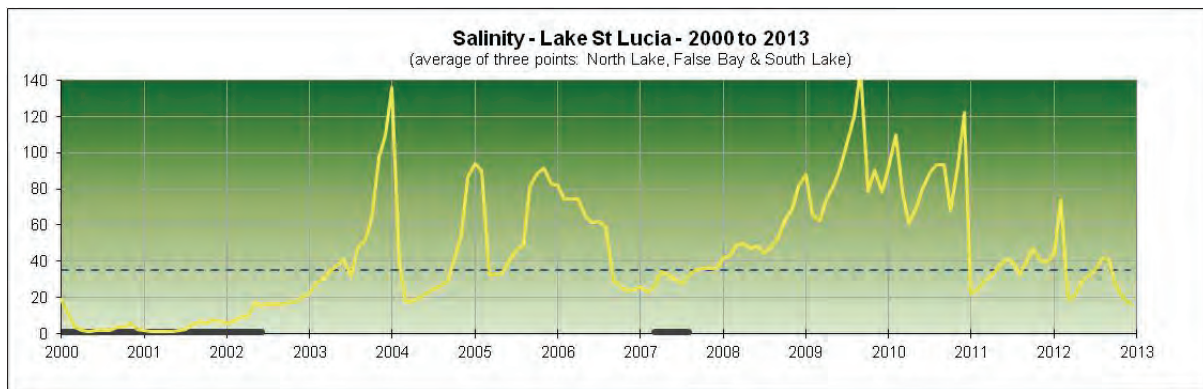 Salinity - Lake St Lucia - 2000 to 2013
(average of three points: North Lake, False Bay & South Lake)
140
120
100
80
60
40
20
0
2000 2001 2002 2003 2004 2005 2006 2007 2008 2009 2010 2011 2012 2013